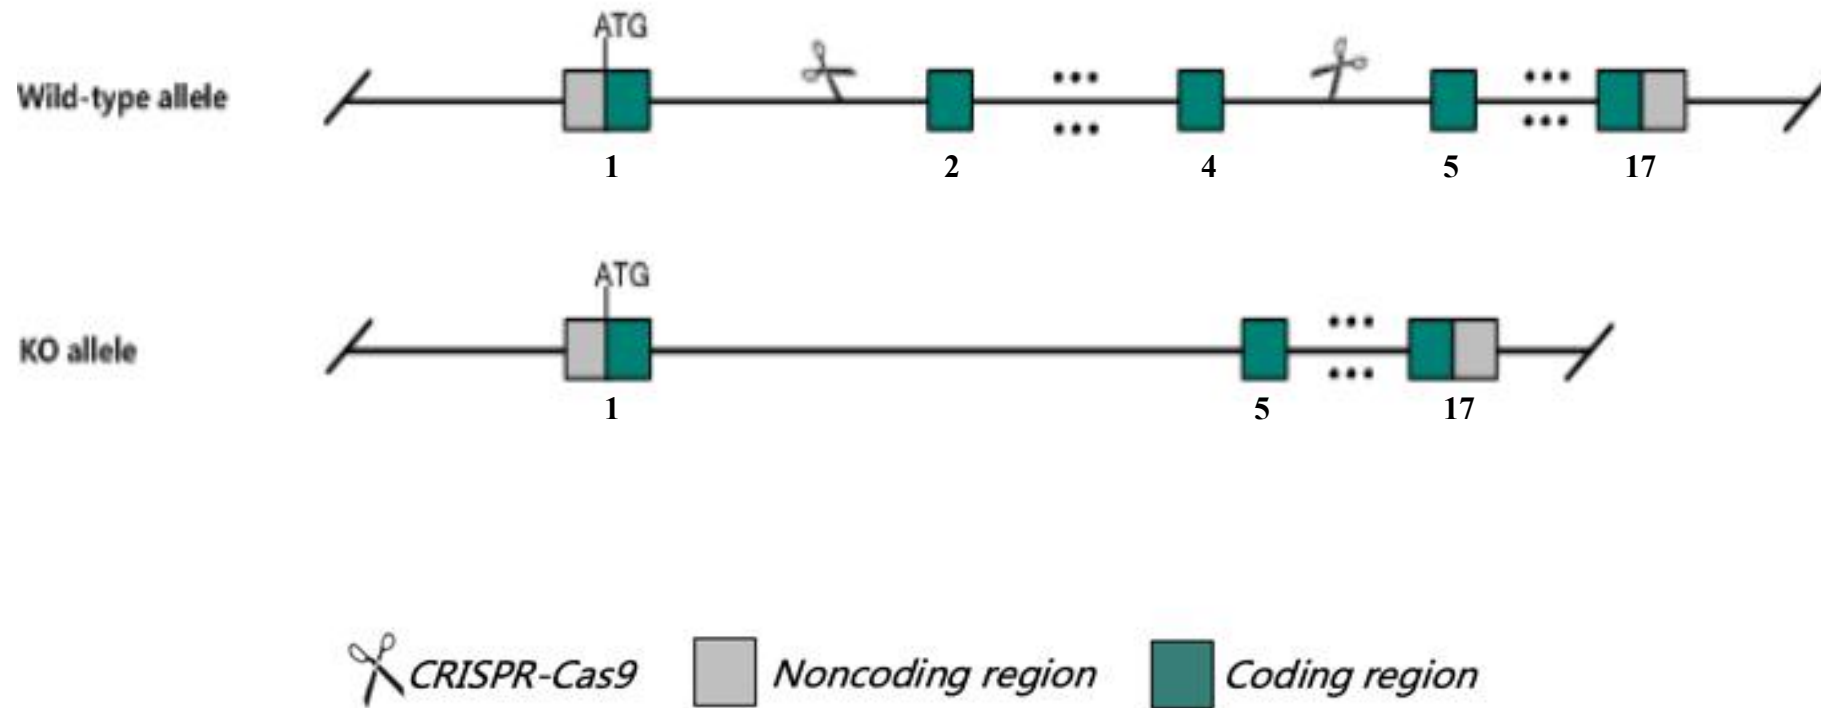 ATG
Wild-type allele
1 2 4 5 17
ATG
KO allele
1 5 17
CRISPR-Cas9 Noncoding region Coding region